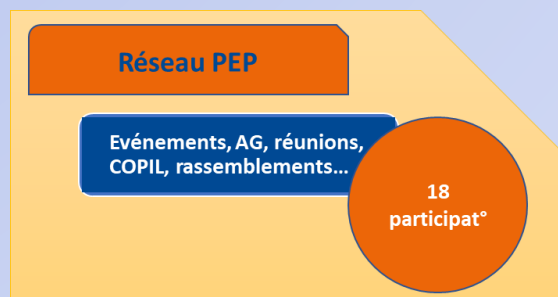 Réseau PEP
Evénements, AG, réunions,
COPIL, rassemblements…
18
participat°